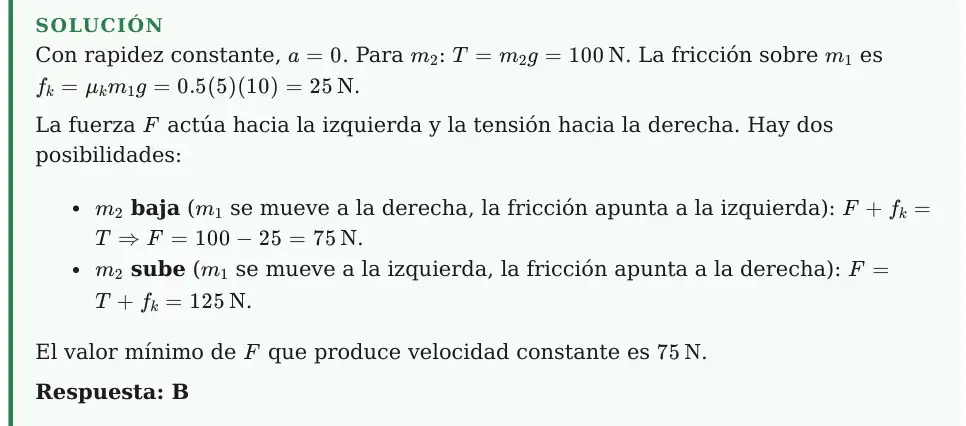 SOLUCIÓN
Con rapidez constante, a = 0. Para m₂: T = m₂g = 100 N. La fricción sobre m₁ es
fₖ = μₖm₁g = 0.5(5)(10) = 25 N.
La fuerza F actúa hacia la izquierda y la tensión hacia la derecha. Hay dos
posibilidades:
• m₂ baja (m₁ se mueve a la derecha, la fricción apunta a la izquierda): F + fₖ =
T ⇒ F = 100 − 25 = 75 N.
• m₂ sube (m₁ se mueve a la izquierda, la fricción apunta a la derecha): F =
T + fₖ = 125 N.
El valor mínimo de F que produce velocidad constante es 75 N.
Respuesta: B